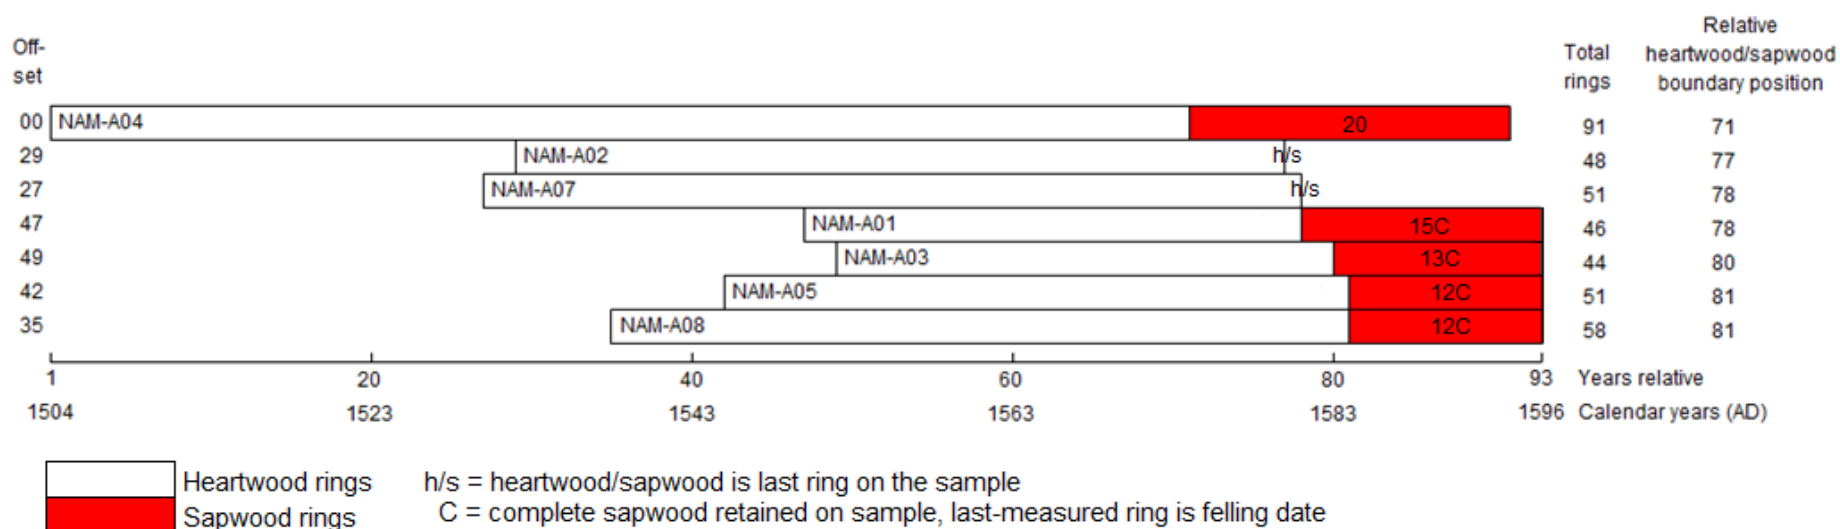 Off-
set
Total
rings
Relative
heartwood/sapwood
boundary position
00 NAM-A04 20 91 71
29 NAM-A02 h/s 48 77
27 NAM-A07 h/s 51 78
47 NAM-A01 15C 46 78
49 NAM-A03 13C 44 80
42 NAM-A05 12C 51 81
35 NAM-A08 12C 58 81
1 20 40 60 80 93 Years relative
1504 1523 1543 1563 1583 1596 Calendar years (AD)
Heartwood rings h/s = heartwood/sapwood is last ring on the sample
Sapwood rings C = complete sapwood retained on sample, last-measured ring is felling date